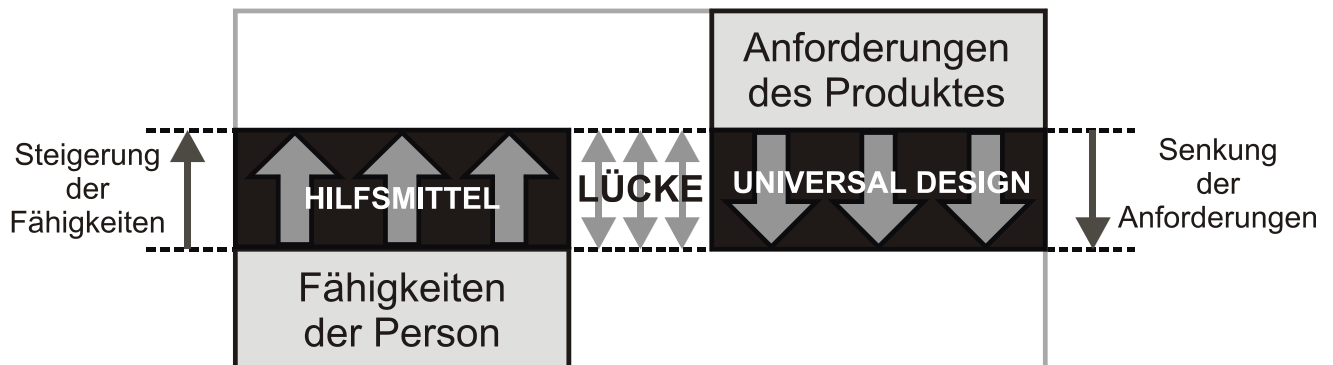 Anforderungen
des Produktes
Steigerung
der
Fähigkeiten
HILFSMITTEL
LÜCKE
UNIVERSAL DESIGN
Senkung
der
Anforderungen
Fähigkeiten
der Person